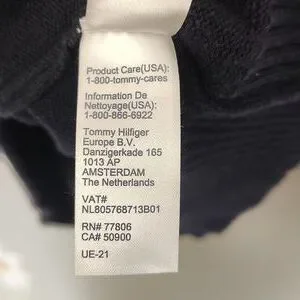 Product Care(USA):
1-800-tommy-cares
Information De
Nettoyage(USA):
1-800-866-6922
Tommy Hilfiger
Europe B.V.
Danzigerkade 165
1013 AP
AMSTERDAM
The Netherlands
VAT#
NL805768713B01
RN# 77806
CA# 50900
UE-21